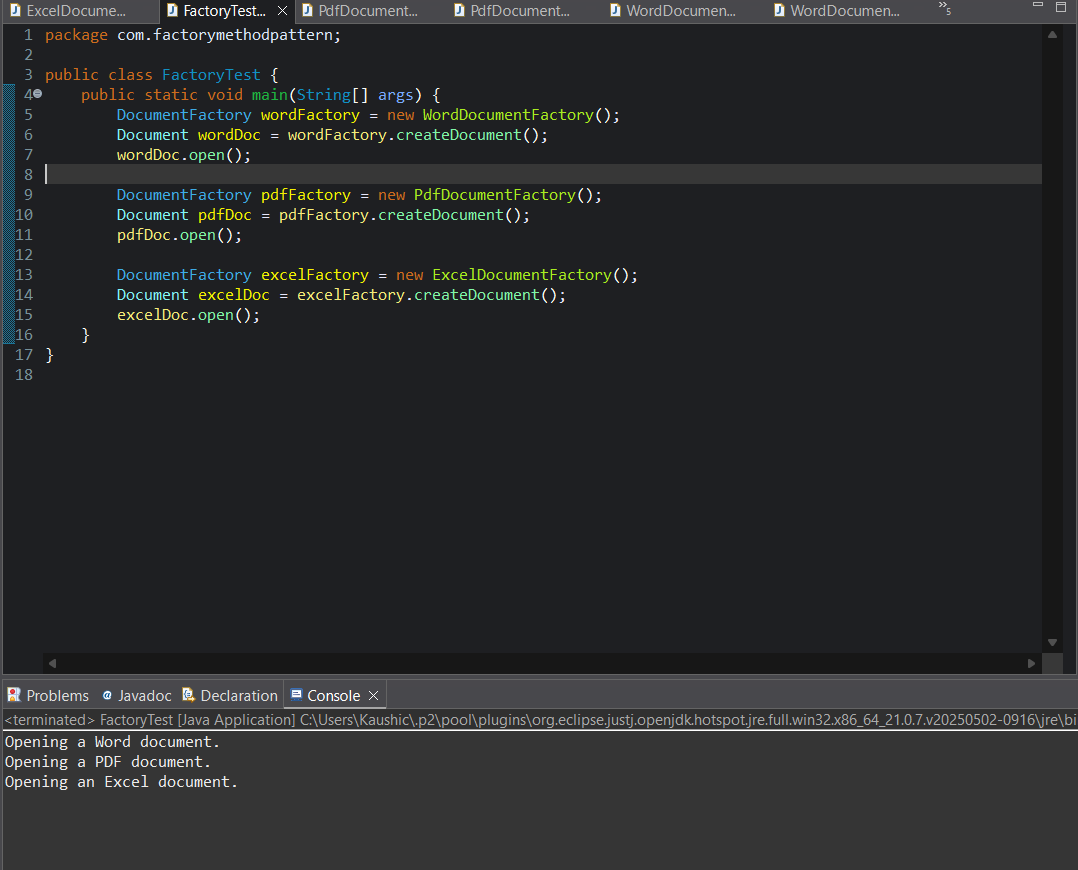 ExcelDocume...
FactoryTest...
PdfDocument...
PdfDocument...
WordDocumen...
WordDocumen...
»5
1 package com.factorymethodpattern;
2
3 public class FactoryTest {
4     public static void main(String[] args) {
5         DocumentFactory wordFactory = new WordDocumentFactory();
6         Document wordDoc = wordFactory.createDocument();
7         wordDoc.open();
8
9         DocumentFactory pdfFactory = new PdfDocumentFactory();
10         Document pdfDoc = pdfFactory.createDocument();
11         pdfDoc.open();
12
13         DocumentFactory excelFactory = new ExcelDocumentFactory();
14         Document excelDoc = excelFactory.createDocument();
15         excelDoc.open();
16     }
17 }
18
Problems
Javadoc
Declaration
Console
<terminated> FactoryTest [Java Application] C:\Users\Kaushic\.p2\pool\plugins\org.eclipse.justj.openjdk.hotspot.jre.full.win32.x86_64_21.0.7.v20250502-0916\jre\bi
Opening a Word document.
Opening a PDF document.
Opening an Excel document.